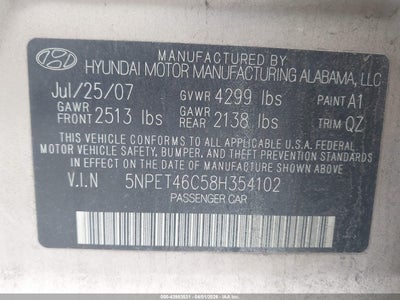 MANUFACTURED BY
HYUNDAI MOTOR MANUFACTURING ALABAMA, LLC
Jul/25/07 GVWR 4299 lbs PAINT A1
GAWR FRONT 2513 lbs GAWR REAR 2138 lbs TRIM QZ
THIS VEHICLE CONFORMS TO ALL APPLICABLE U.S.A. FEDERAL
MOTOR VEHICLE SAFETY, BUMPER, AND THEFT PREVENTION
STANDARDS IN EFFECT ON THE DATE OF MANUFACTURE
SHOWN ABOVE.
V.I.N 5NPET46C58H354102
PASSENGER CAR